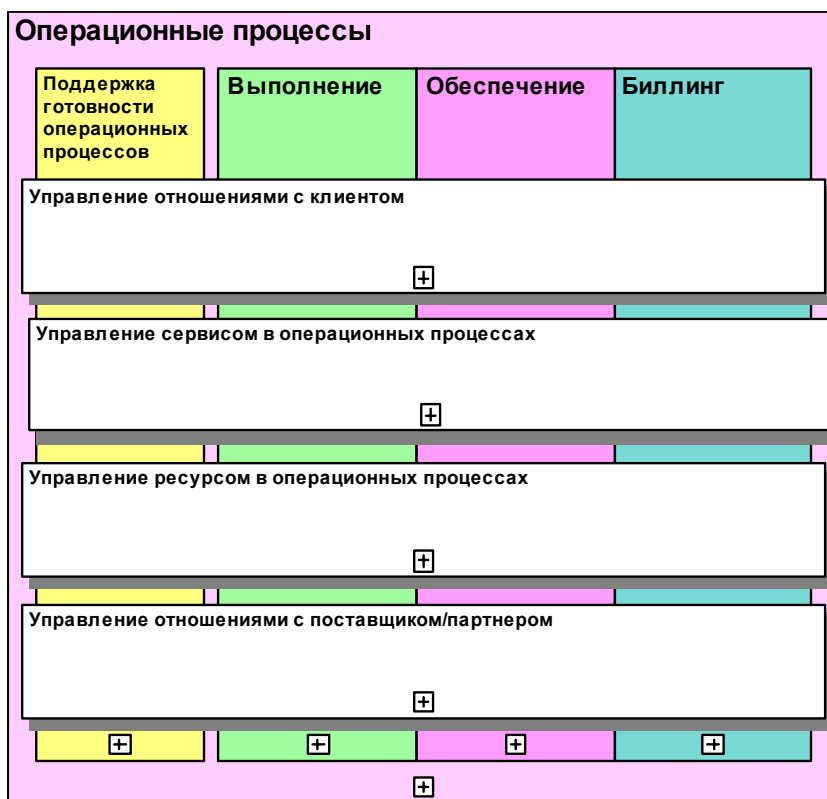 Операционные процессы
Поддержка
готовности
операционных
процессов
Выполнение
Обеспечение
Биллинг
Управление отношениями с клиентом
Управление сервисом в операционных процессах
Управление ресурсом в операционных процессах
Управление отношениями с поставщиком/партнером